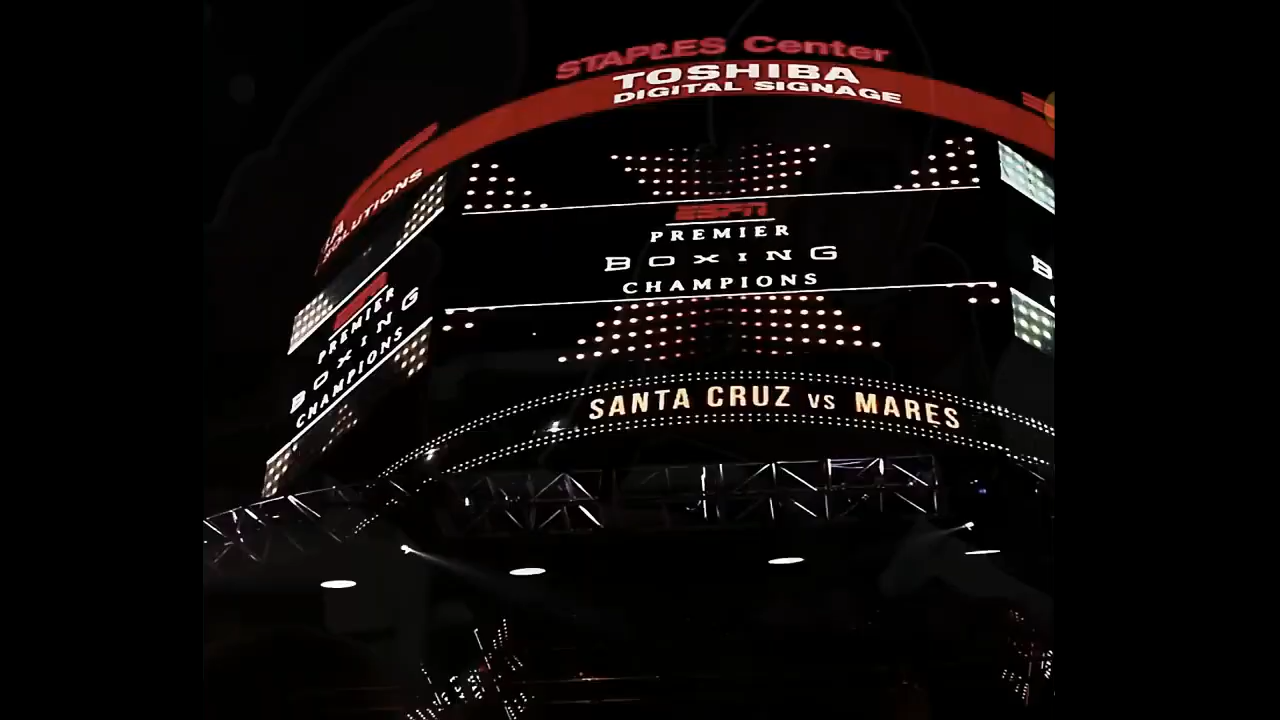 STAPLES Center
TOSHIBA
DIGITAL SIGNAGE
ESPN
PREMIER
BOXING
CHAMPIONS
SANTA CRUZ VS MARES
PREMIER
BOXING
CHAMPIONS
B